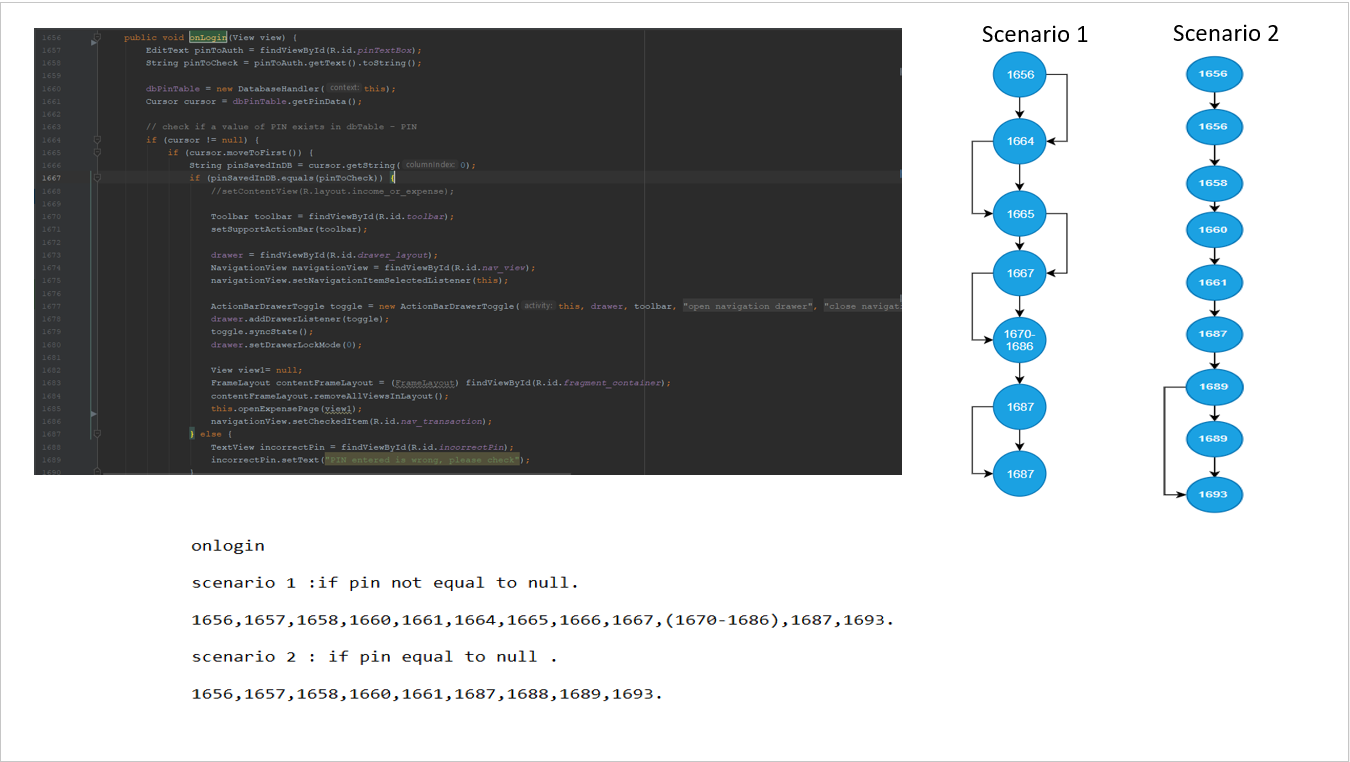 Scenario 1
Scenario 2
1656 public void onLogin(View view) {
1657 EditText pinToAuth = findViewById(R.id.pinTextBox);
1658 String pinToCheck = pinToAuth.getText().toString();
1659
1660 dbPinTable = new DatabaseHandler( context: this);
1661 Cursor cursor = dbPinTable.getPinData();
1662
1663 // check if a value of PIN exists in dbTable - PIN
1664 if (cursor != null) {
1665 if (cursor.moveToFirst()) {
1666 String pinSavedInDB = cursor.getString( columnIndex: 0);
1667 if (pinSavedInDB.equals(pinToCheck)) {
1668 //setContentView(R.layout.income_or_expense);
1669
1670 Toolbar toolbar = findViewById(R.id.toolbar);
1671 setSupportActionBar(toolbar);
1672
1673 drawer = findViewById(R.id.drawer_layout);
1674 NavigationView navigationView = findViewById(R.id.nav_view);
1675 navigationView.setNavigationItemSelectedListener(this);
1676
1677 ActionBarDrawerToggle toggle = new ActionBarDrawerToggle( activity: this, drawer, toolbar, "open navigation drawer", "close navigati
1678 drawer.addDrawerListener(toggle);
1679 toggle.syncState();
1680 drawer.setDrawerLockMode(0);
1681
1682 View view1= null;
1683 FrameLayout contentFrameLayout = (FrameLayout) findViewById(R.id.fragment_container);
1684 contentFrameLayout.removeAllViewsInLayout();
1685 this.openExpensePage(view1);
1686 navigationView.setCheckedItem(R.id.nav_transaction);
1687 } else {
1688 TextView incorrectPin = findViewById(R.id.incorrectPin);
1689 incorrectPin.setText("PIN entered is wrong, please check");
1690 }
1656
1664
1665
1667
1670-
1686
1687
1687
1656
1656
1658
1660
1661
1687
1689
1689
1693
onlogin
scenario 1 :if pin not equal to null.
1656,1657,1658,1660,1661,1664,1665,1666,1667,(1670-1686),1687,1693.
scenario 2 : if pin equal to null .
1656,1657,1658,1660,1661,1687,1688,1689,1693.